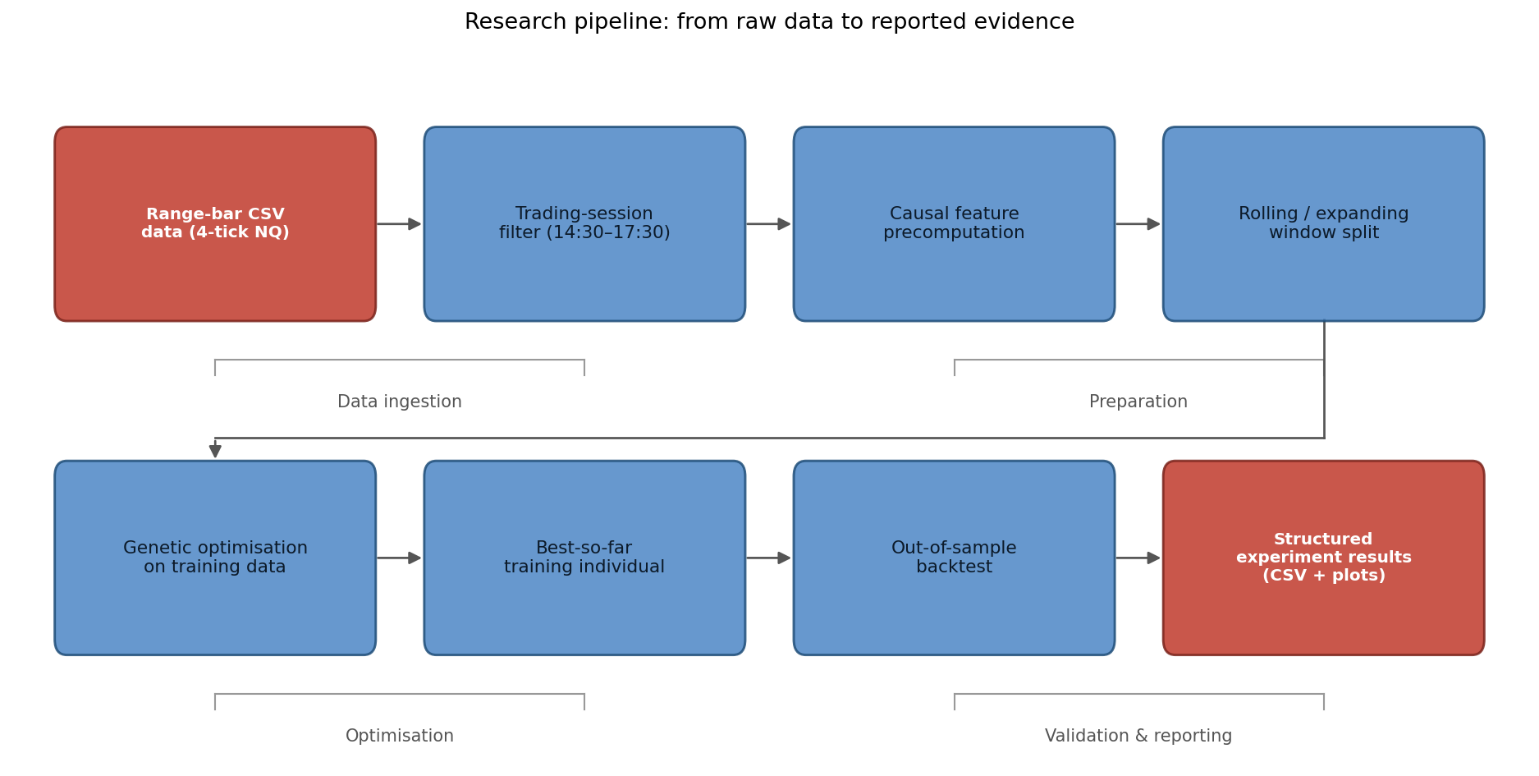 Research pipeline: from raw data to reported evidence
Range-bar CSV
data (4-tick NQ)
Trading-session
filter (14:30–17:30)
Causal feature
precomputation
Rolling / expanding
window split
Data ingestion
Preparation
Genetic optimisation
on training data
Best-so-far
training individual
Out-of-sample
backtest
Structured
experiment results
(CSV + plots)
Optimisation
Validation & reporting